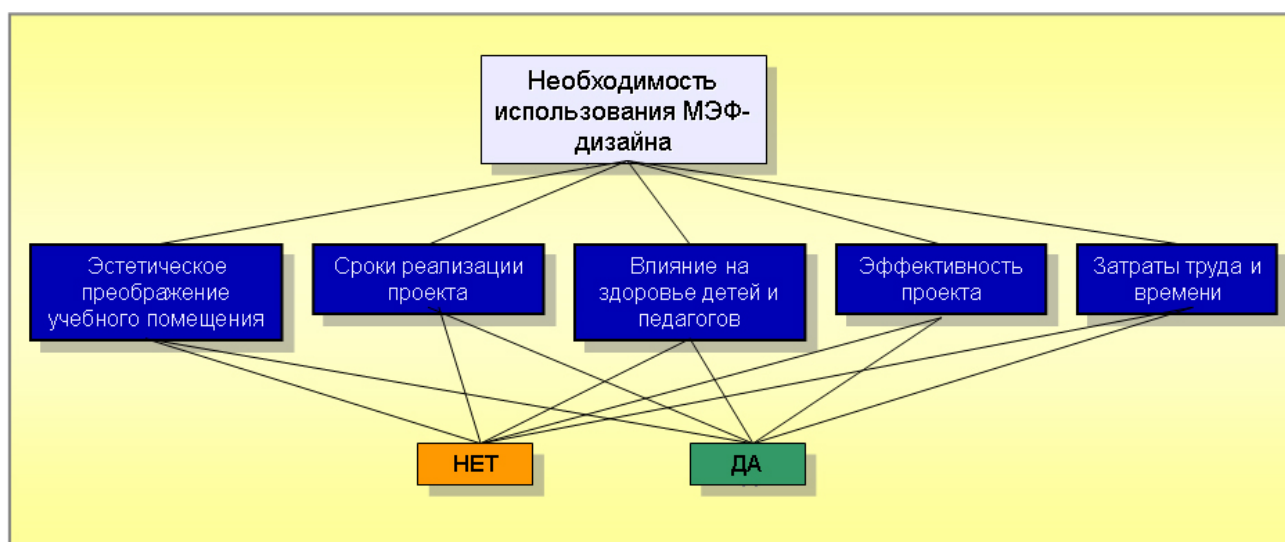 Необходимость
использования МЭФ-
дизайна
Эстетическое
преображение
учебного помещения
Сроки реализации
проекта
Влияние на
здоровье детей и
педагогов
Эффективность
проекта
Затраты труда и
времени
НЕТ
ДА